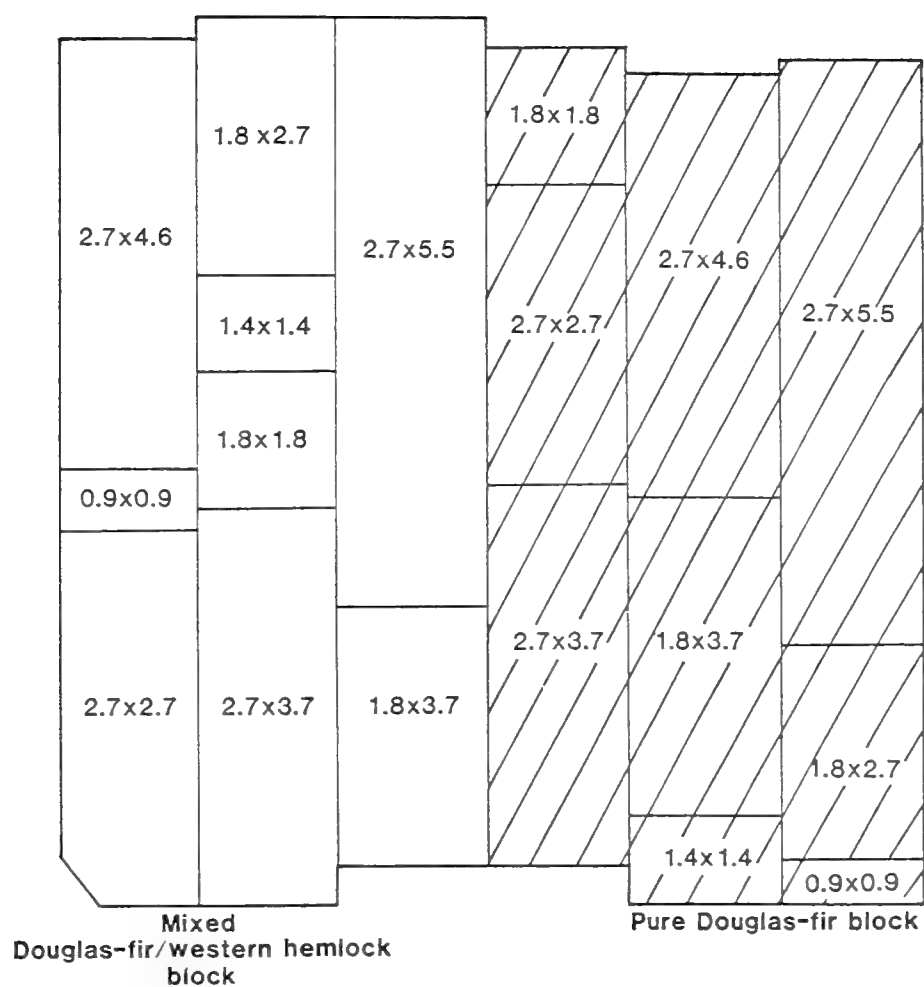 2.7x4.6
0.9x0.9
2.7x2.7
1.8x2.7
1.4x1.4
1.8x1.8
2.7x3.7
2.7x5.5
1.8x3.7
1.8x1.8
2.7x2.7
2.7x3.7
2.7x4.6
1.8x3.7
1.4x1.4
2.7x5.5
1.8x2.7
0.9x0.9
Mixed
Douglas-fir/western hemlock
block
Pure Douglas-fir block